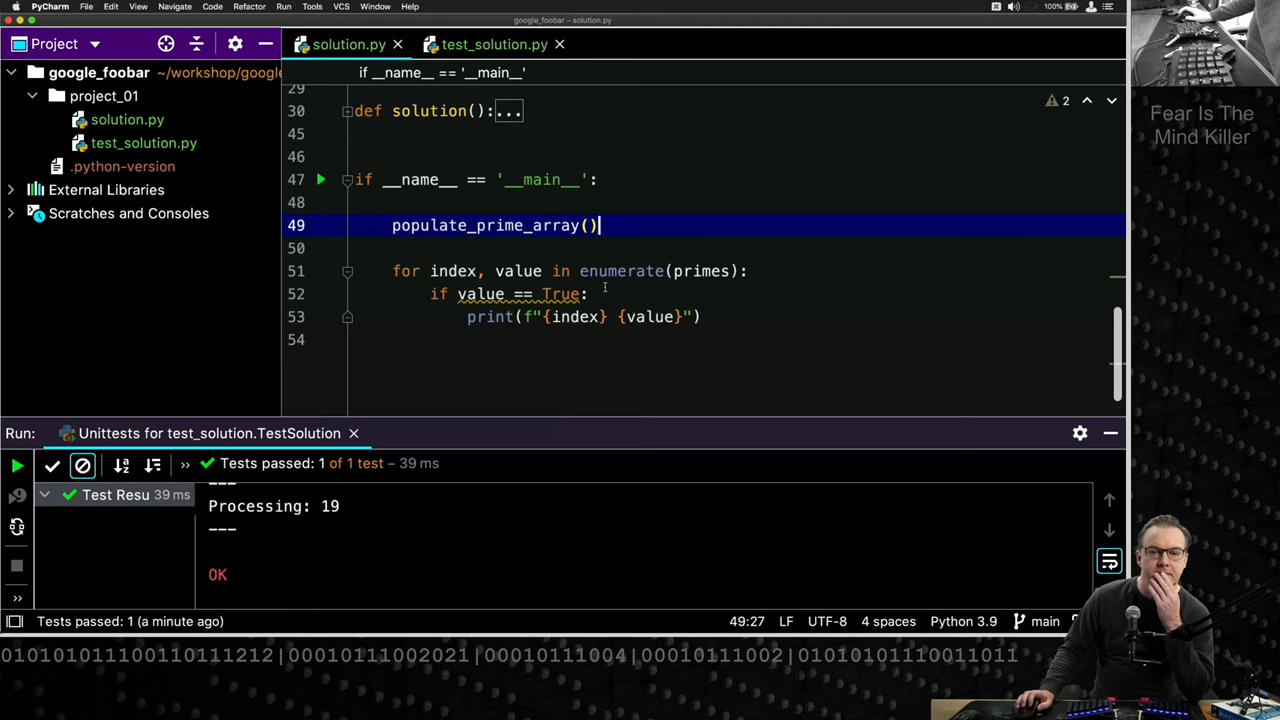 PyCharm File Edit View Navigate Code Refactor Run Tools VCS Window Help 100%
google_foobar – solution.py
Project solution.py test_solution.py
google_foobar ~/workshop/google
if __name__ == '__main__'
project_01
solution.py
test_solution.py
.python-version
External Libraries
Scratches and Consoles
29
30 def solution():...
45
46
47 if __name__ == '__main__':
48
49 populate_prime_array()
50
51 for index, value in enumerate(primes):
52 if value == True:
53 print(f"{index} {value}")
54
2
Fear Is The
Mind Killer
Run: Unittests for test_solution.TestSolution
Tests passed: 1 of 1 test – 39 ms
Test Resu 39 ms
---
Processing: 19
---
OK
Tests passed: 1 (a minute ago) 49:27 LF UTF-8 4 spaces Python 3.9 main